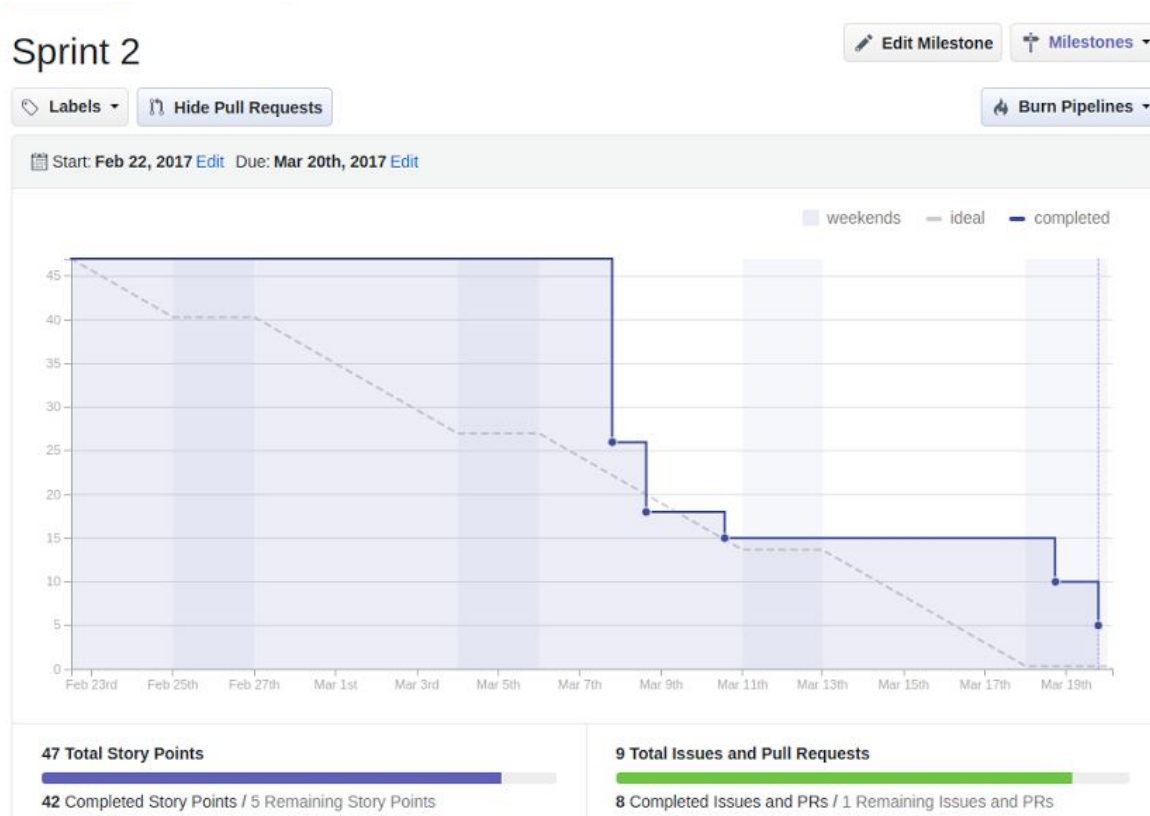 Sprint 2
Edit Milestone
Milestones
Labels
Hide Pull Requests
Burn Pipelines
Start: Feb 22, 2017 Edit Due: Mar 20th, 2017 Edit
weekends
ideal
completed
45
40
35
30
25
20
15
10
5
0
Feb 23rd Feb 25th Feb 27th Mar 1st Mar 3rd Mar 5th Mar 7th Mar 9th Mar 11th Mar 13th Mar 15th Mar 17th Mar 19th
47 Total Story Points
42 Completed Story Points / 5 Remaining Story Points
9 Total Issues and Pull Requests
8 Completed Issues and PRs / 1 Remaining Issues and PRs